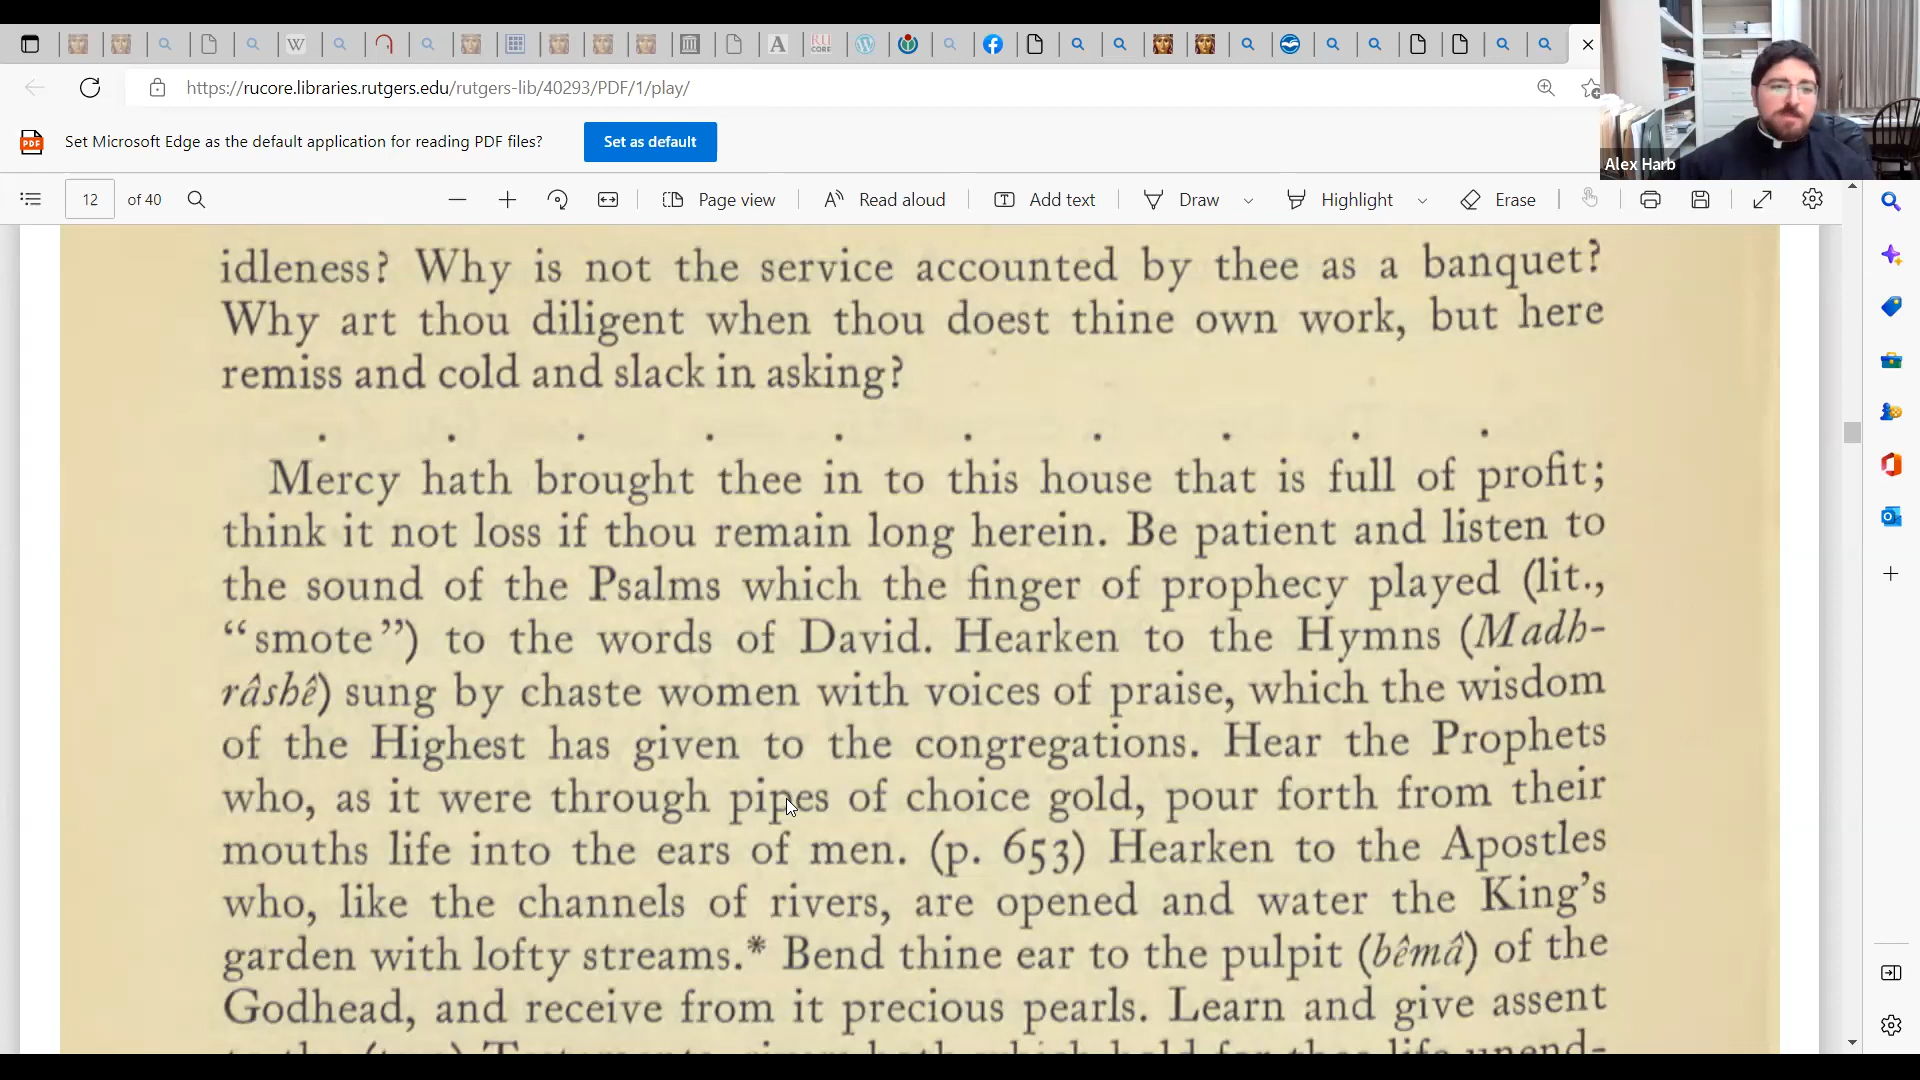 https://rucore.libraries.rutgers.edu/rutgers-lib/40293/PDF/1/play/
PDF Set Microsoft Edge as the default application for reading PDF files? Set as default
Alex Harb
12 of 40 Page view Read aloud Add text Draw Highlight Erase
idleness? Why is not the service accounted by thee as a banquet?
Why art thou diligent when thou doest thine own work, but here
remiss and cold and slack in asking?
. . . . . . . . . .
Mercy hath brought thee in to this house that is full of profit;
think it not loss if thou remain long herein. Be patient and listen to
the sound of the Psalms which the finger of prophecy played (lit.,
“smote”) to the words of David. Hearken to the Hymns (Madh-
râshê) sung by chaste women with voices of praise, which the wisdom
of the Highest has given to the congregations. Hear the Prophets
who, as it were through pipes of choice gold, pour forth from their
mouths life into the ears of men. (p. 653) Hearken to the Apostles
who, like the channels of rivers, are opened and water the King’s
garden with lofty streams.* Bend thine ear to the pulpit (bêmâ) of the
Godhead, and receive from it precious pearls. Learn and give assent